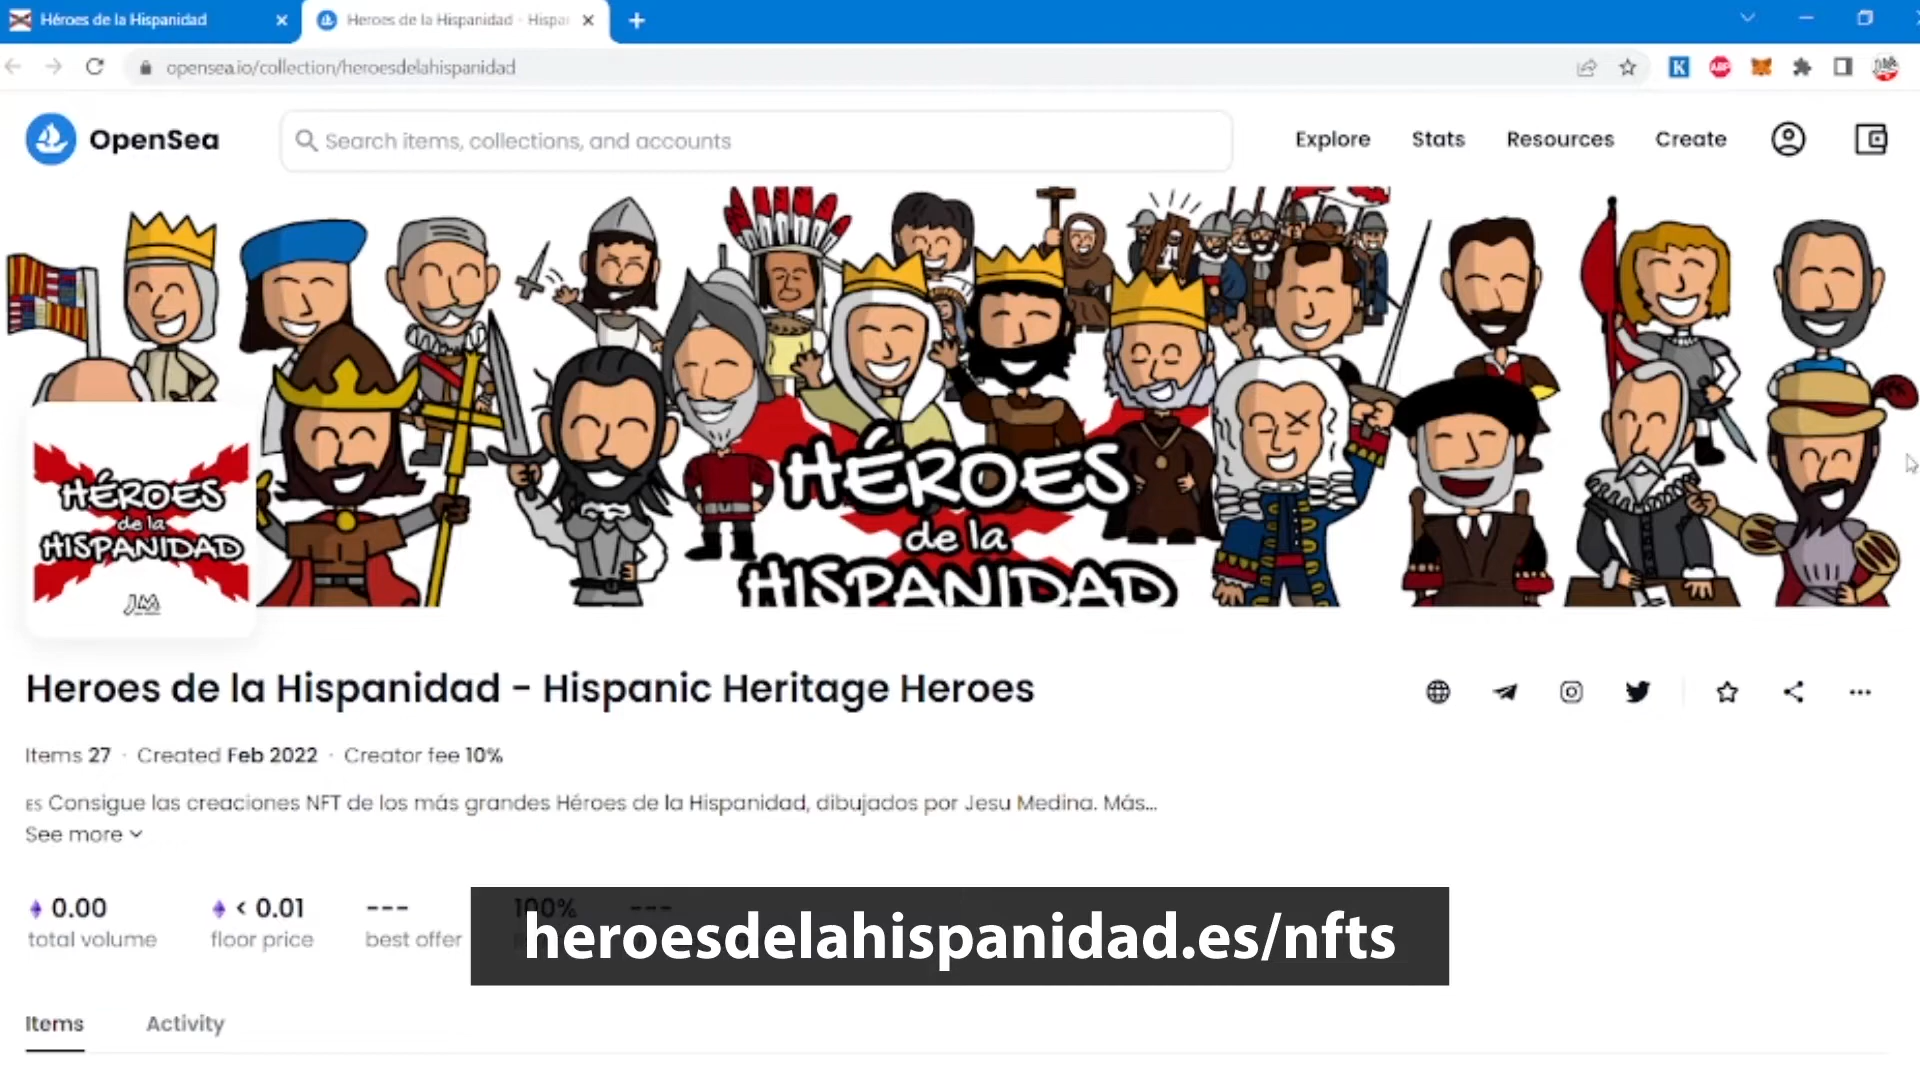 Héroes de la Hispanidad
Heroes de la Hispanidad - Hispa
opensea.io/collection/heroesdelahispanidad
K
ABP
OpenSea
Search items, collections, and accounts
Explore
Stats
Resources
Create
HÉROES
de la
HISPANIDAD
HÉROES
de la
HISPANIDAD
JM
Heroes de la Hispanidad - Hispanic Heritage Heroes
Items 27 · Created Feb 2022 · Creator fee 10%
ES Consigue las creaciones NFT de los más grandes Héroes de la Hispanidad, dibujados por Jesu Medina. Más...
See more
0.00
total volume
< 0.01
floor price
---
best offer
100%
---
heroesdelahispanidad.es/nfts
Items
Activity